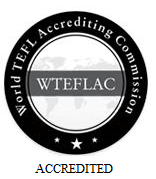 World TEFL Accrediting Commission
WTEFLAC
ACCREDITED